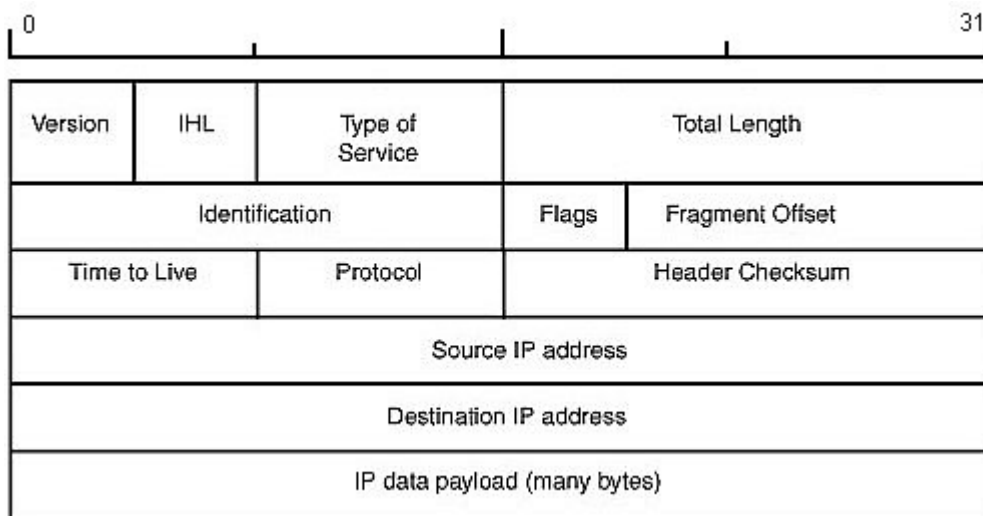 0 31
Version IHL Type of Total Length
Service
Identification Flags Fragment Offset
Time to Live Protocol Header Checksum
Source IP address
Destination IP address
IP data payload (many bytes)